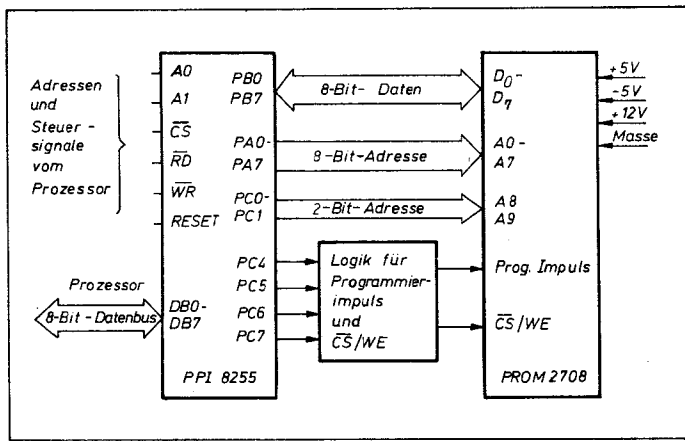 Adressen
und
Steuer-
signale
vom
Prozessor
A0
A1
CS
RD
WR
RESET
Prozessor
8-Bit-Datenbus
DB0-
DB7
PB0
PB7
PA0-
PA7
PC0-
PC1
PC4
PC5
PC6
PC7
PPI 8255
8-Bit- Daten
8-Bit-Adresse
2-Bit-Adresse
Logik für
Programmier-
impuls
und
CS/WE
D0-
D7
A0-
A7
A8
A9
Prog. Impuls
CS/WE
PROM 2708
+5V
-5V
+12V
Masse